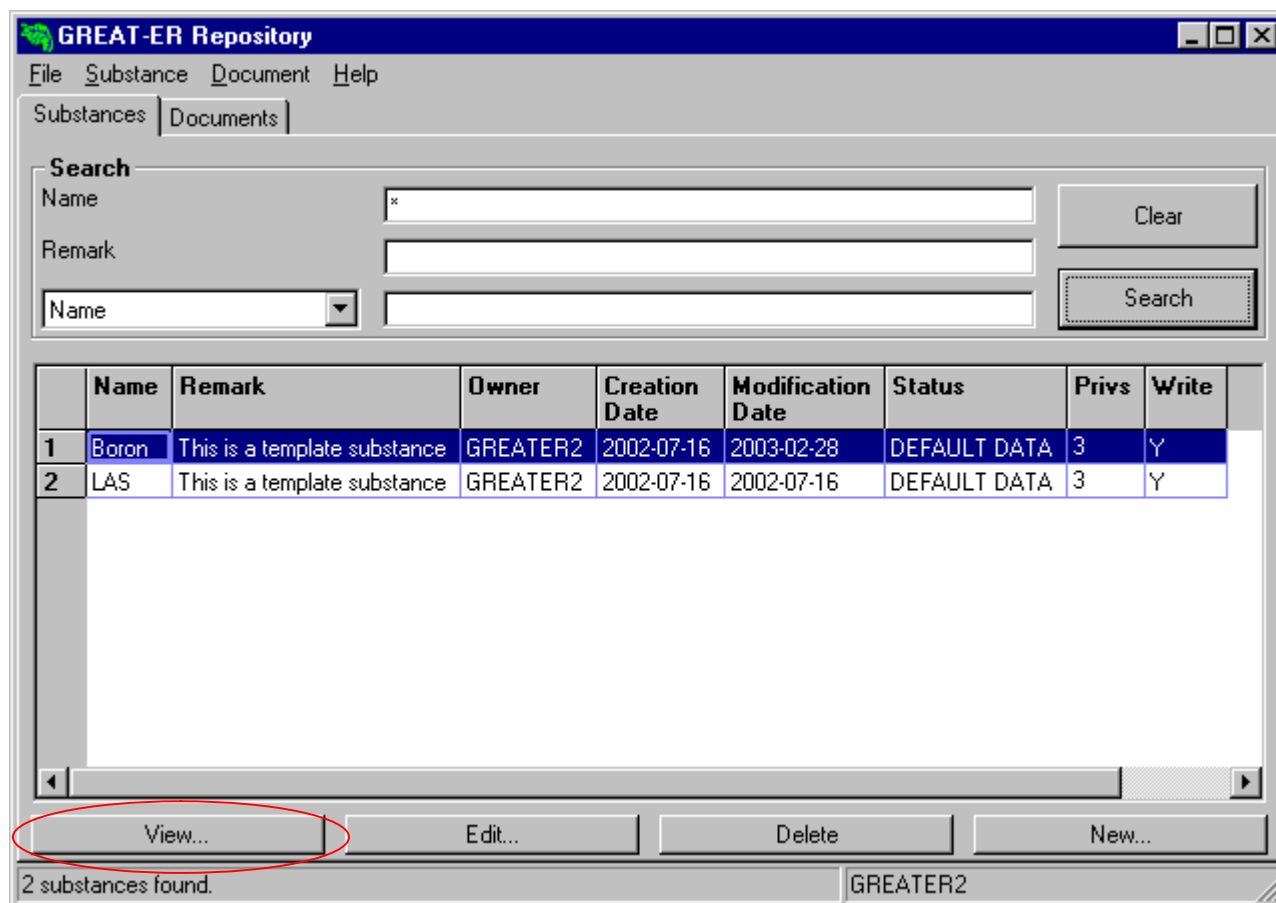 GREAT-ER Repository
File Substance Document Help
Substances Documents
Search
Name *
Clear
Remark
Name
Search
Name Remark Owner Creation Date Modification Date Status Privs Write
1 Boron This is a template substance GREATER2 2002-07-16 2003-02-28 DEFAULT DATA 3 Y
2 LAS This is a template substance GREATER2 2002-07-16 2002-07-16 DEFAULT DATA 3 Y
View... Edit... Delete New...
2 substances found. GREATER2